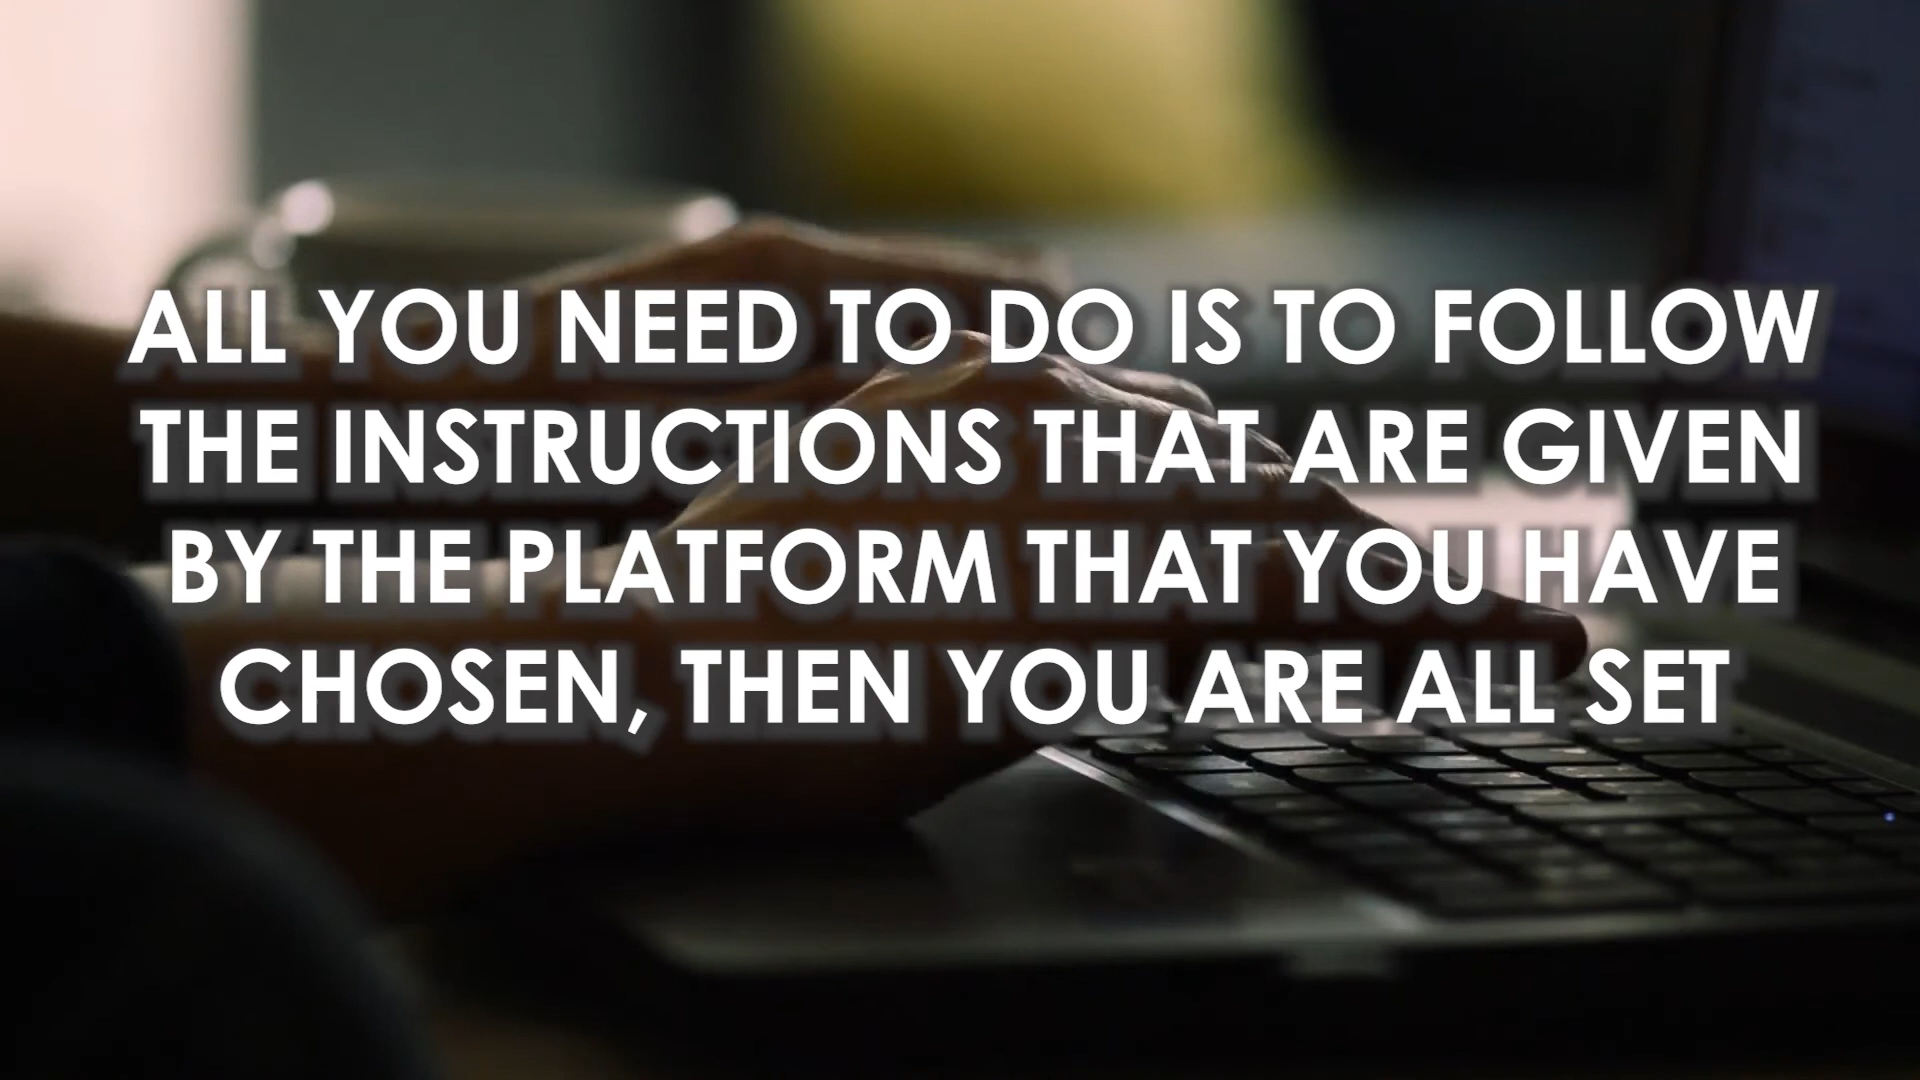 ALL YOU NEED TO DO IS TO FOLLOW
THE INSTRUCTIONS THAT ARE GIVEN
BY THE PLATFORM THAT YOU HAVE
CHOSEN, THEN YOU ARE ALL SET